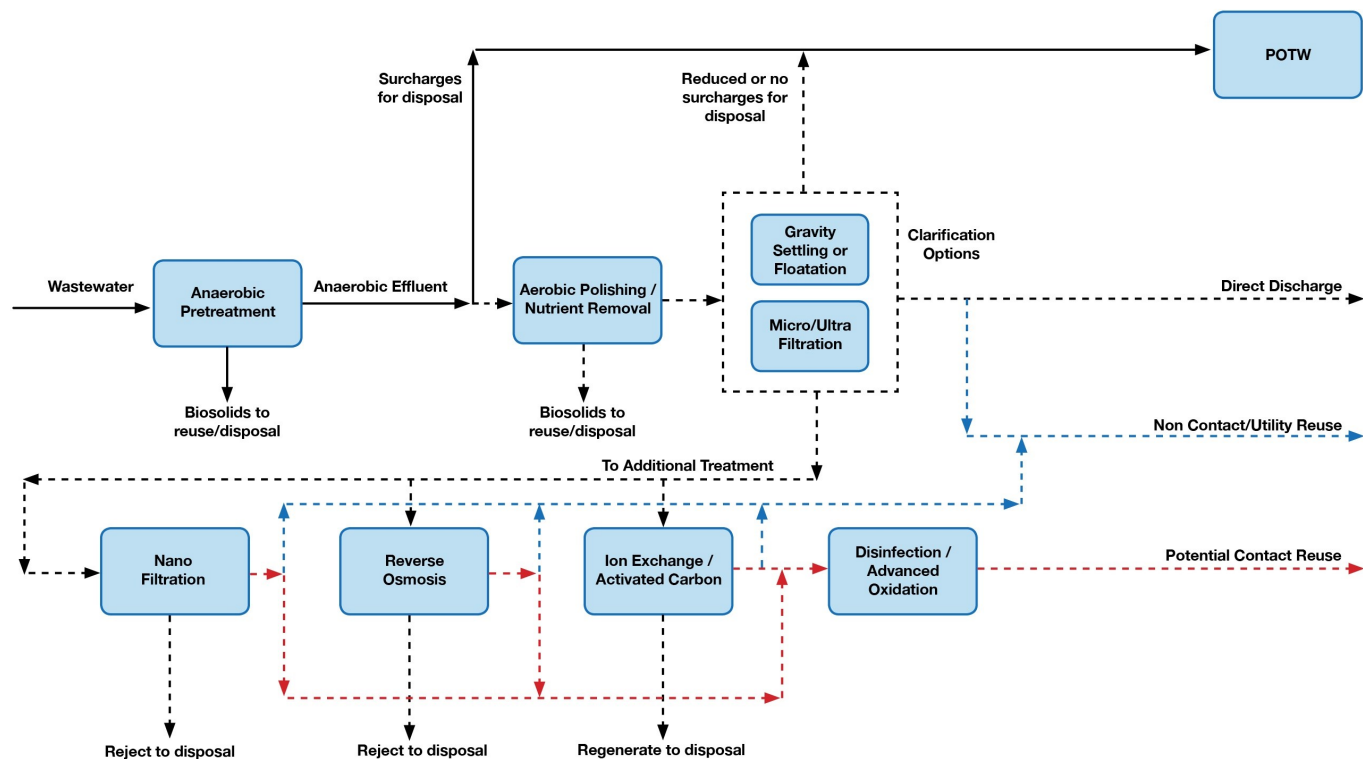 POTW
Surcharges
for disposal
Reduced or no
surcharges for
disposal
Wastewater
Anaerobic
Pretreatment
Anaerobic Effluent
Aerobic Polishing /
Nutrient Removal
Gravity
Settling or
Floatation
Micro/Ultra
Filtration
Clarification
Options
Direct Discharge
Biosolids to
reuse/disposal
Biosolids to
reuse/disposal
Non Contact/Utility Reuse
To Additional Treatment
Nano
Filtration
Reverse
Osmosis
Ion Exchange /
Activated Carbon
Disinfection /
Advanced
Oxidation
Potential Contact Reuse
Reject to disposal
Reject to disposal
Regenerate to disposal